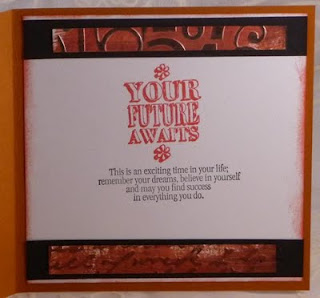 YOUR
FUTURE
AWAITS
This is an exciting time in your life;
remember your dreams, believe in yourself
and may you find success
in everything you do.